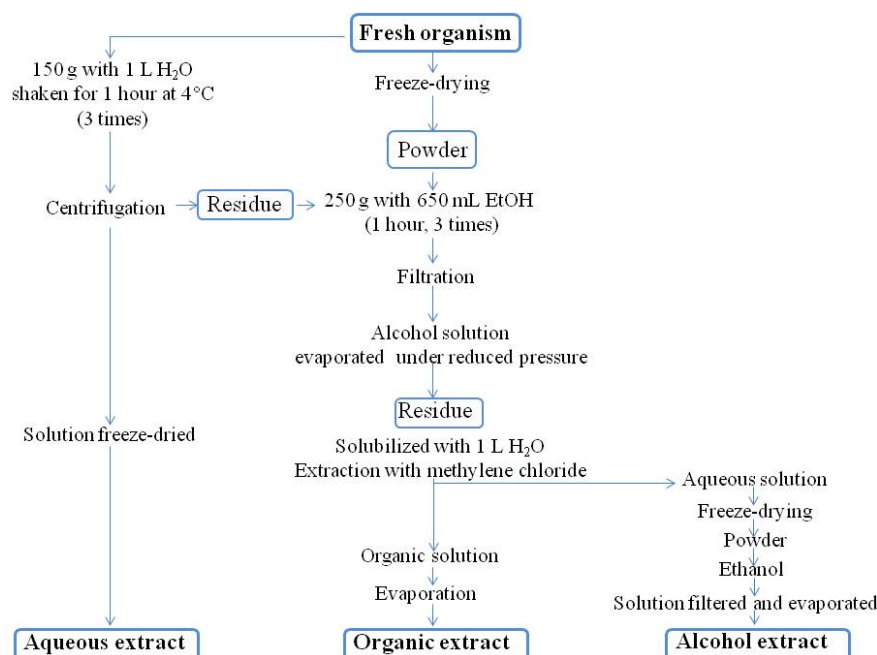 Fresh organism
150 g with 1 L H₂O
shaken for 1 hour at 4°C
(3 times)
Freeze-drying
Powder
Centrifugation
Residue
250 g with 650 mL EtOH
(1 hour, 3 times)
Filtration
Alcohol solution
evaporated under reduced pressure
Residue
Solution freeze-dried
Solubilized with 1 L H₂O
Extraction with methylene chloride
Aqueous solution
Freeze-drying
Powder
Ethanol
Solution filtered and evaporated
Organic solution
Evaporation
Aqueous extract
Organic extract
Alcohol extract